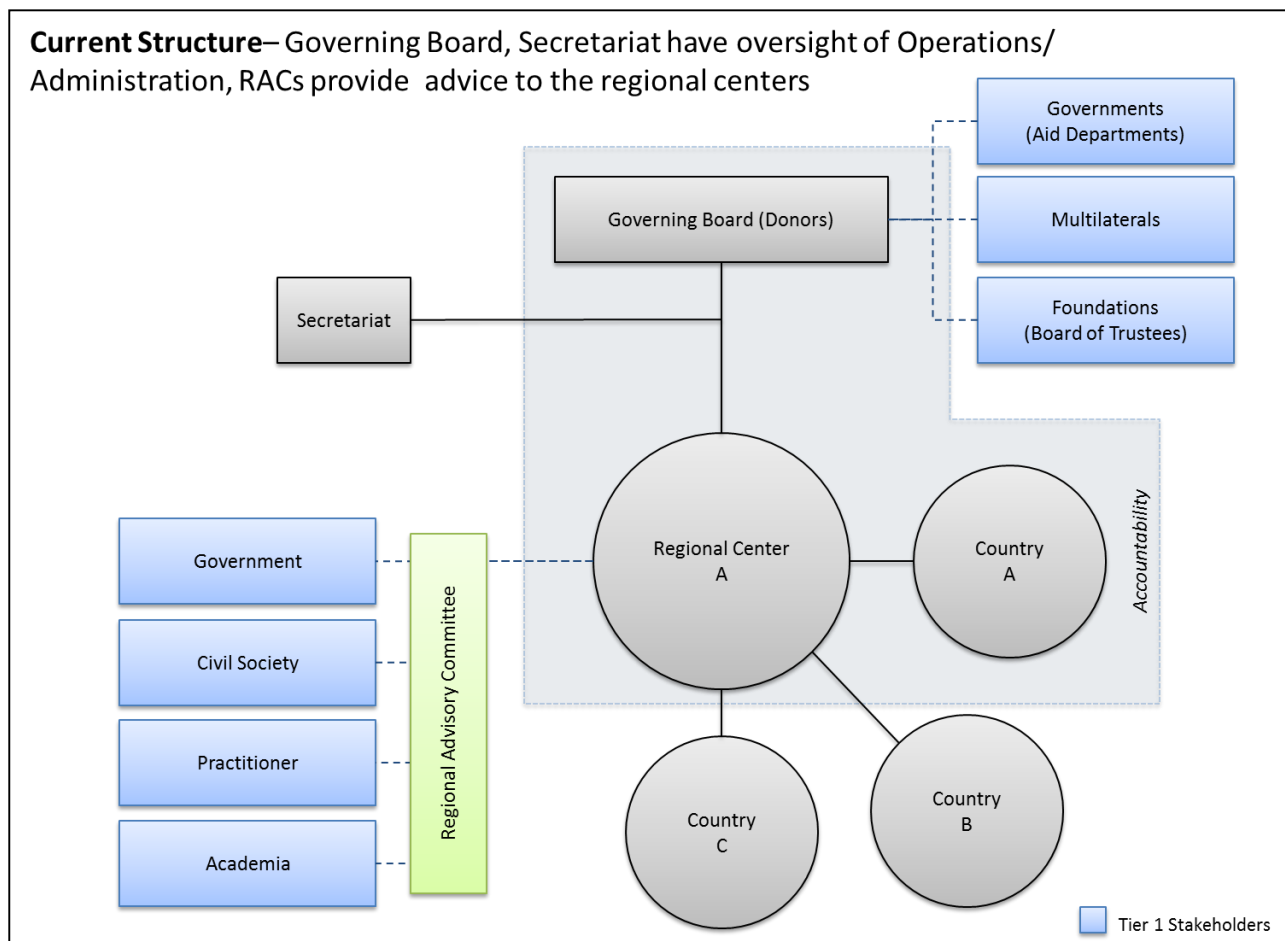 Current Structure– Governing Board, Secretariat have oversight of Operations/
Administration, RACs provide  advice to the regional centers
Governments
(Aid Departments)
Governing Board (Donors)
Multilaterals
Secretariat
Foundations
(Board of Trustees)
Accountability
Regional Center
A
Country
A
Government
Civil Society
Practitioner
Academia
Regional Advisory Committee
Country
B
Country
C
Tier 1 Stakeholders